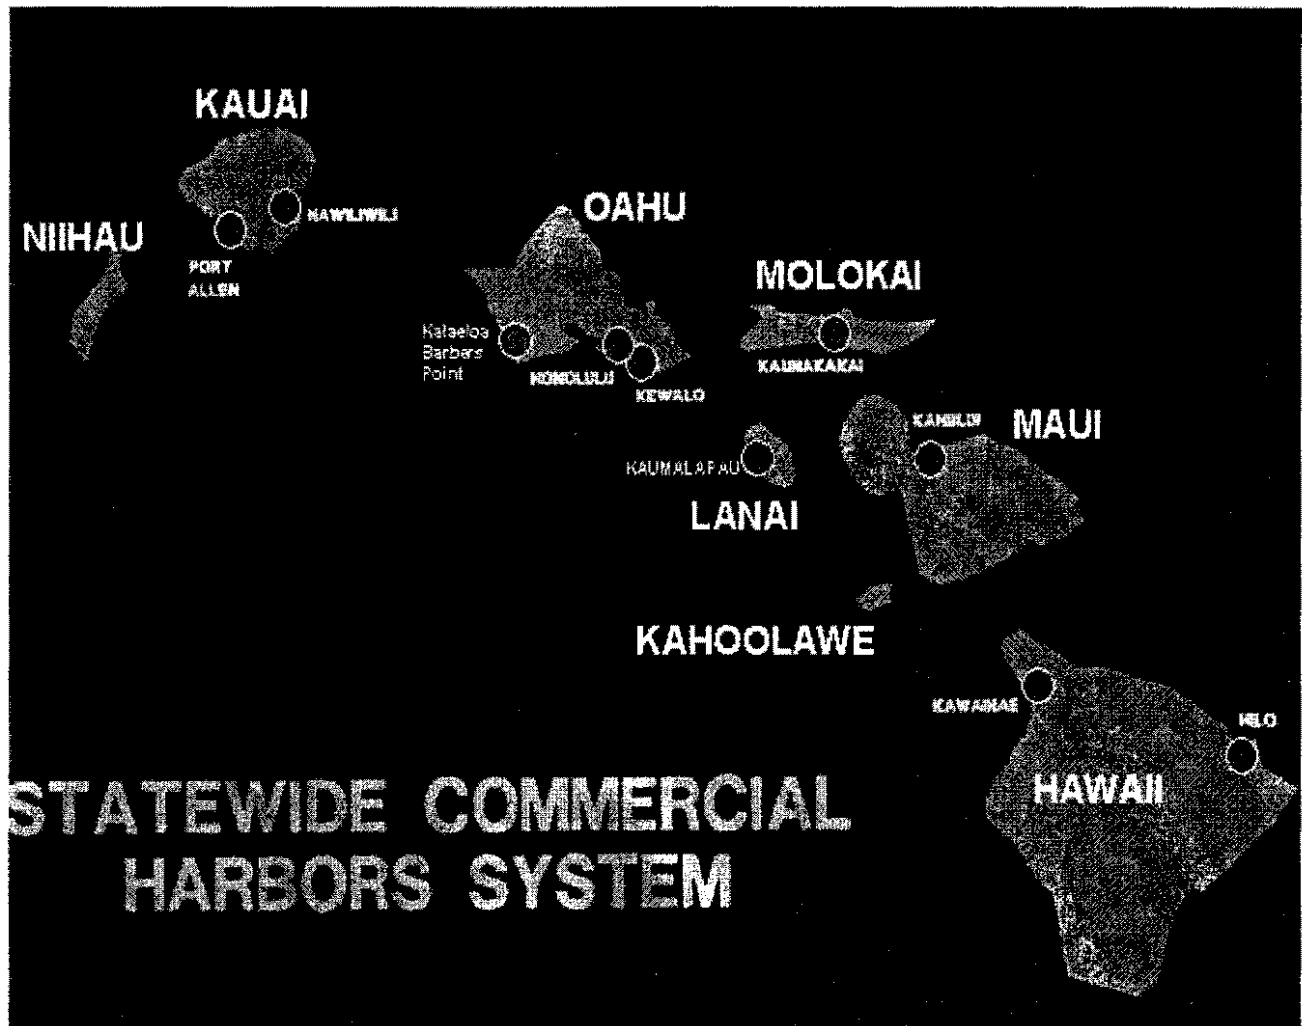 KAUAI
NAWILIWILI
OAHU
NIIHAU
PORT
ALLEN
MOLOKAI
Kalaeloa
Barbers
Point
HONOLULU
KEWALO
KAUNAKAKAI
KAHULUI
MAUI
KAUMALAPAU
LANAI
KAHOOLAWE
KAWAIHAE
HILO
HAWAII
STATEWIDE COMMERCIAL
HARBORS SYSTEM